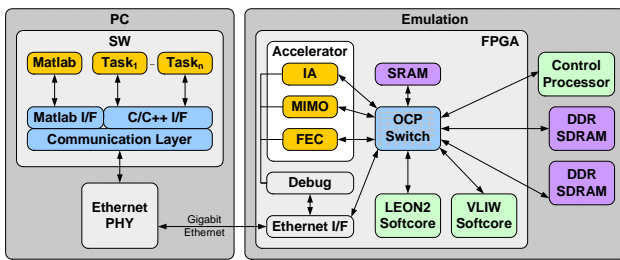 PC
SW
Matlab
Task1
-
Taskn
Matlab I/F
C/C++ I/F
Communication Layer
Ethernet
PHY
Gigabit
Ethernet
Emulation
FPGA
Accelerator
IA
MIMO
FEC
Debug
Ethernet I/F
SRAM
OCP
Switch
LEON2
Softcore
VLIW
Softcore
Control
Processor
DDR
SDRAM
DDR
SDRAM